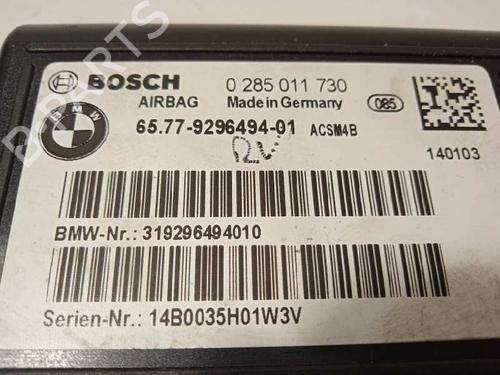 BOSCH 0 285 011 730
AIRBAG Made in Germany 085
BMW
65.77-9296494-01 ACSM4B
140103
BMW-Nr.: 319296494010
Serien-Nr.: 14B0035H01W3V